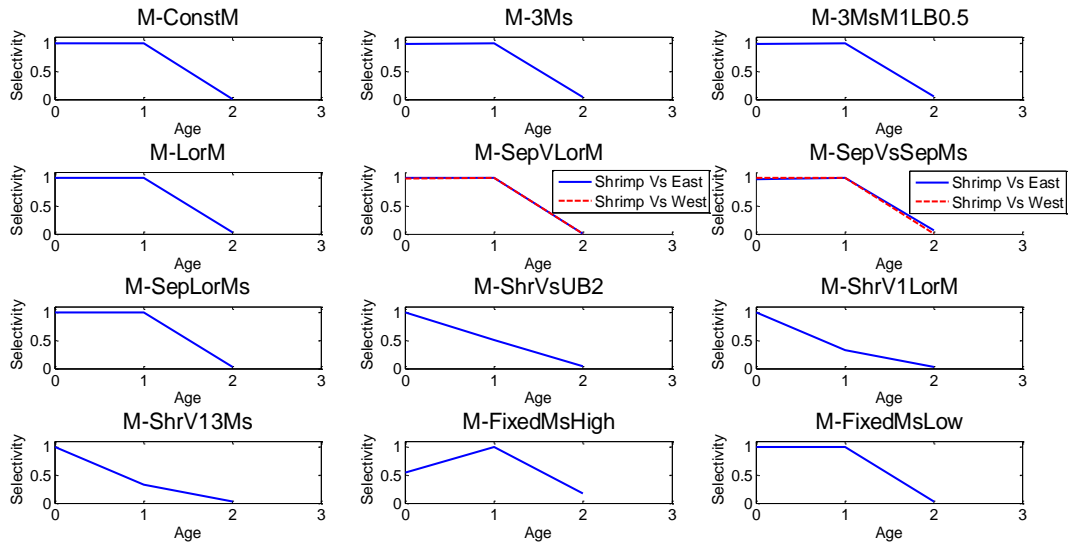 M-ConstM
Selectivity
1
0.5
0
0
1
2
3
Age
M-3Ms
Selectivity
1
0.5
0
0
1
2
3
Age
M-3MsM1LB0.5
Selectivity
1
0.5
0
0
1
2
3
Age
M-LorM
Selectivity
1
0.5
0
0
1
2
3
Age
M-SepVLorM
Selectivity
1
0.5
0
0
1
2
3
Age
Shrimp Vs East
Shrimp Vs West
M-SepVsSepMs
Selectivity
1
0.5
0
0
1
2
3
Age
Shrimp Vs East
Shrimp Vs West
M-SepLorMs
Selectivity
1
0.5
0
0
1
2
3
Age
M-ShrVsUB2
Selectivity
1
0.5
0
0
1
2
3
Age
M-ShrV1LorM
Selectivity
1
0.5
0
0
1
2
3
Age
M-ShrV13Ms
Selectivity
1
0.5
0
0
1
2
3
Age
M-FixedMsHigh
Selectivity
1
0.5
0
0
1
2
3
Age
M-FixedMsLow
Selectivity
1
0.5
0
0
1
2
3
Age